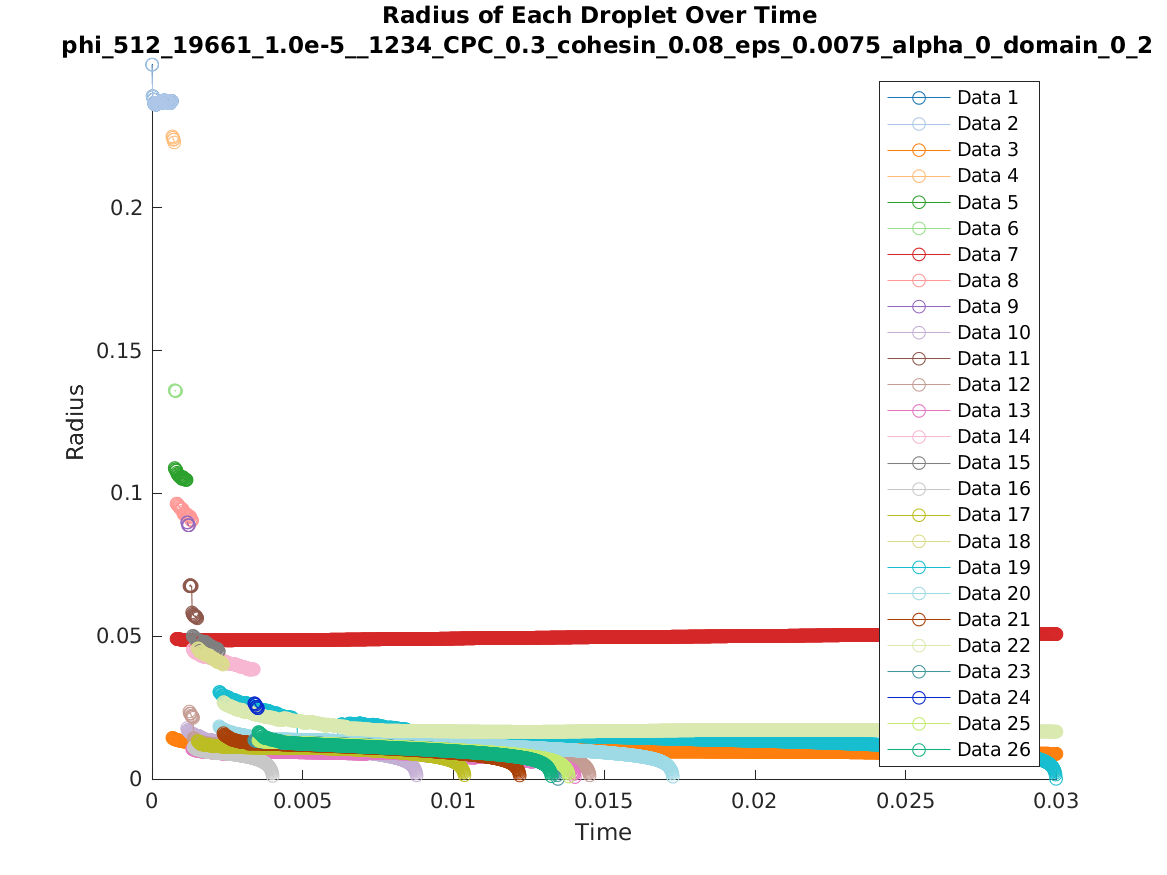 Radius of Each Droplet Over Time
phi_512_19661_1.0e-5__1234_CPC_0.3_cohesin_0.08_eps_0.0075_alpha_0_domain_0_2
Data 1
Data 2
Data 3
Data 4
Data 5
Data 6
Data 7
Data 8
Data 9
Data 10
Data 11
Data 12
Data 13
Data 14
Data 15
Data 16
Data 17
Data 18
Data 19
Data 20
Data 21
Data 22
Data 23
Data 24
Data 25
Data 26
0.2
0.15
0.1
0.05
0
Radius
0
0.005
0.01
0.015
0.02
0.025
0.03
Time